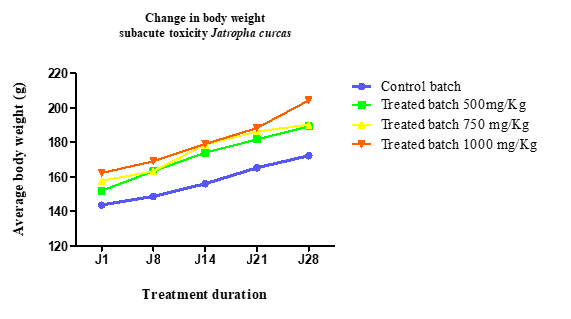 Change in body weight
subacute toxicity Jatropha curcas
Average body weight (g)
220
200
180
160
140
120
J1
J8
J14
J21
J28
Treatment duration
Control batch
Treated batch 500mg/Kg
Treated batch 750 mg/Kg
Treated batch 1000 mg/Kg